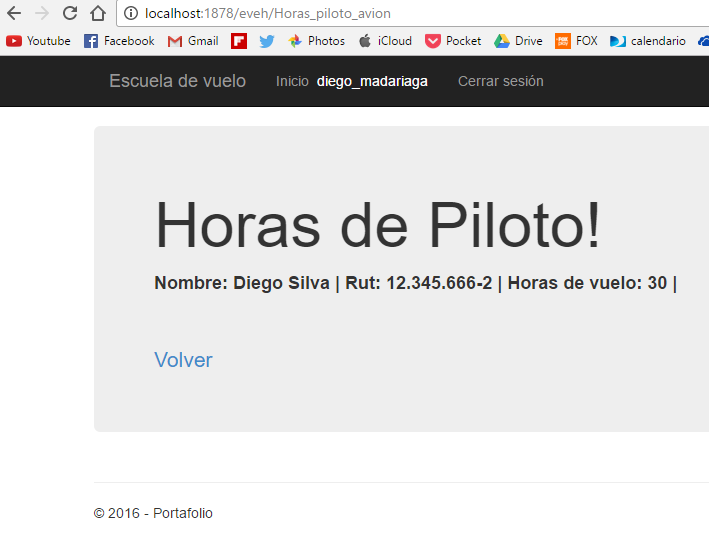 localhost:1878/eveh/Horas_piloto_avion
Youtube Facebook Gmail Photos iCloud Pocket Drive FOX calendario
Escuela de vuelo Inicio diego_madariaga Cerrar sesión
Horas de Piloto!
Nombre: Diego Silva | Rut: 12.345.666-2 | Horas de vuelo: 30 |
Volver
© 2016 - Portafolio